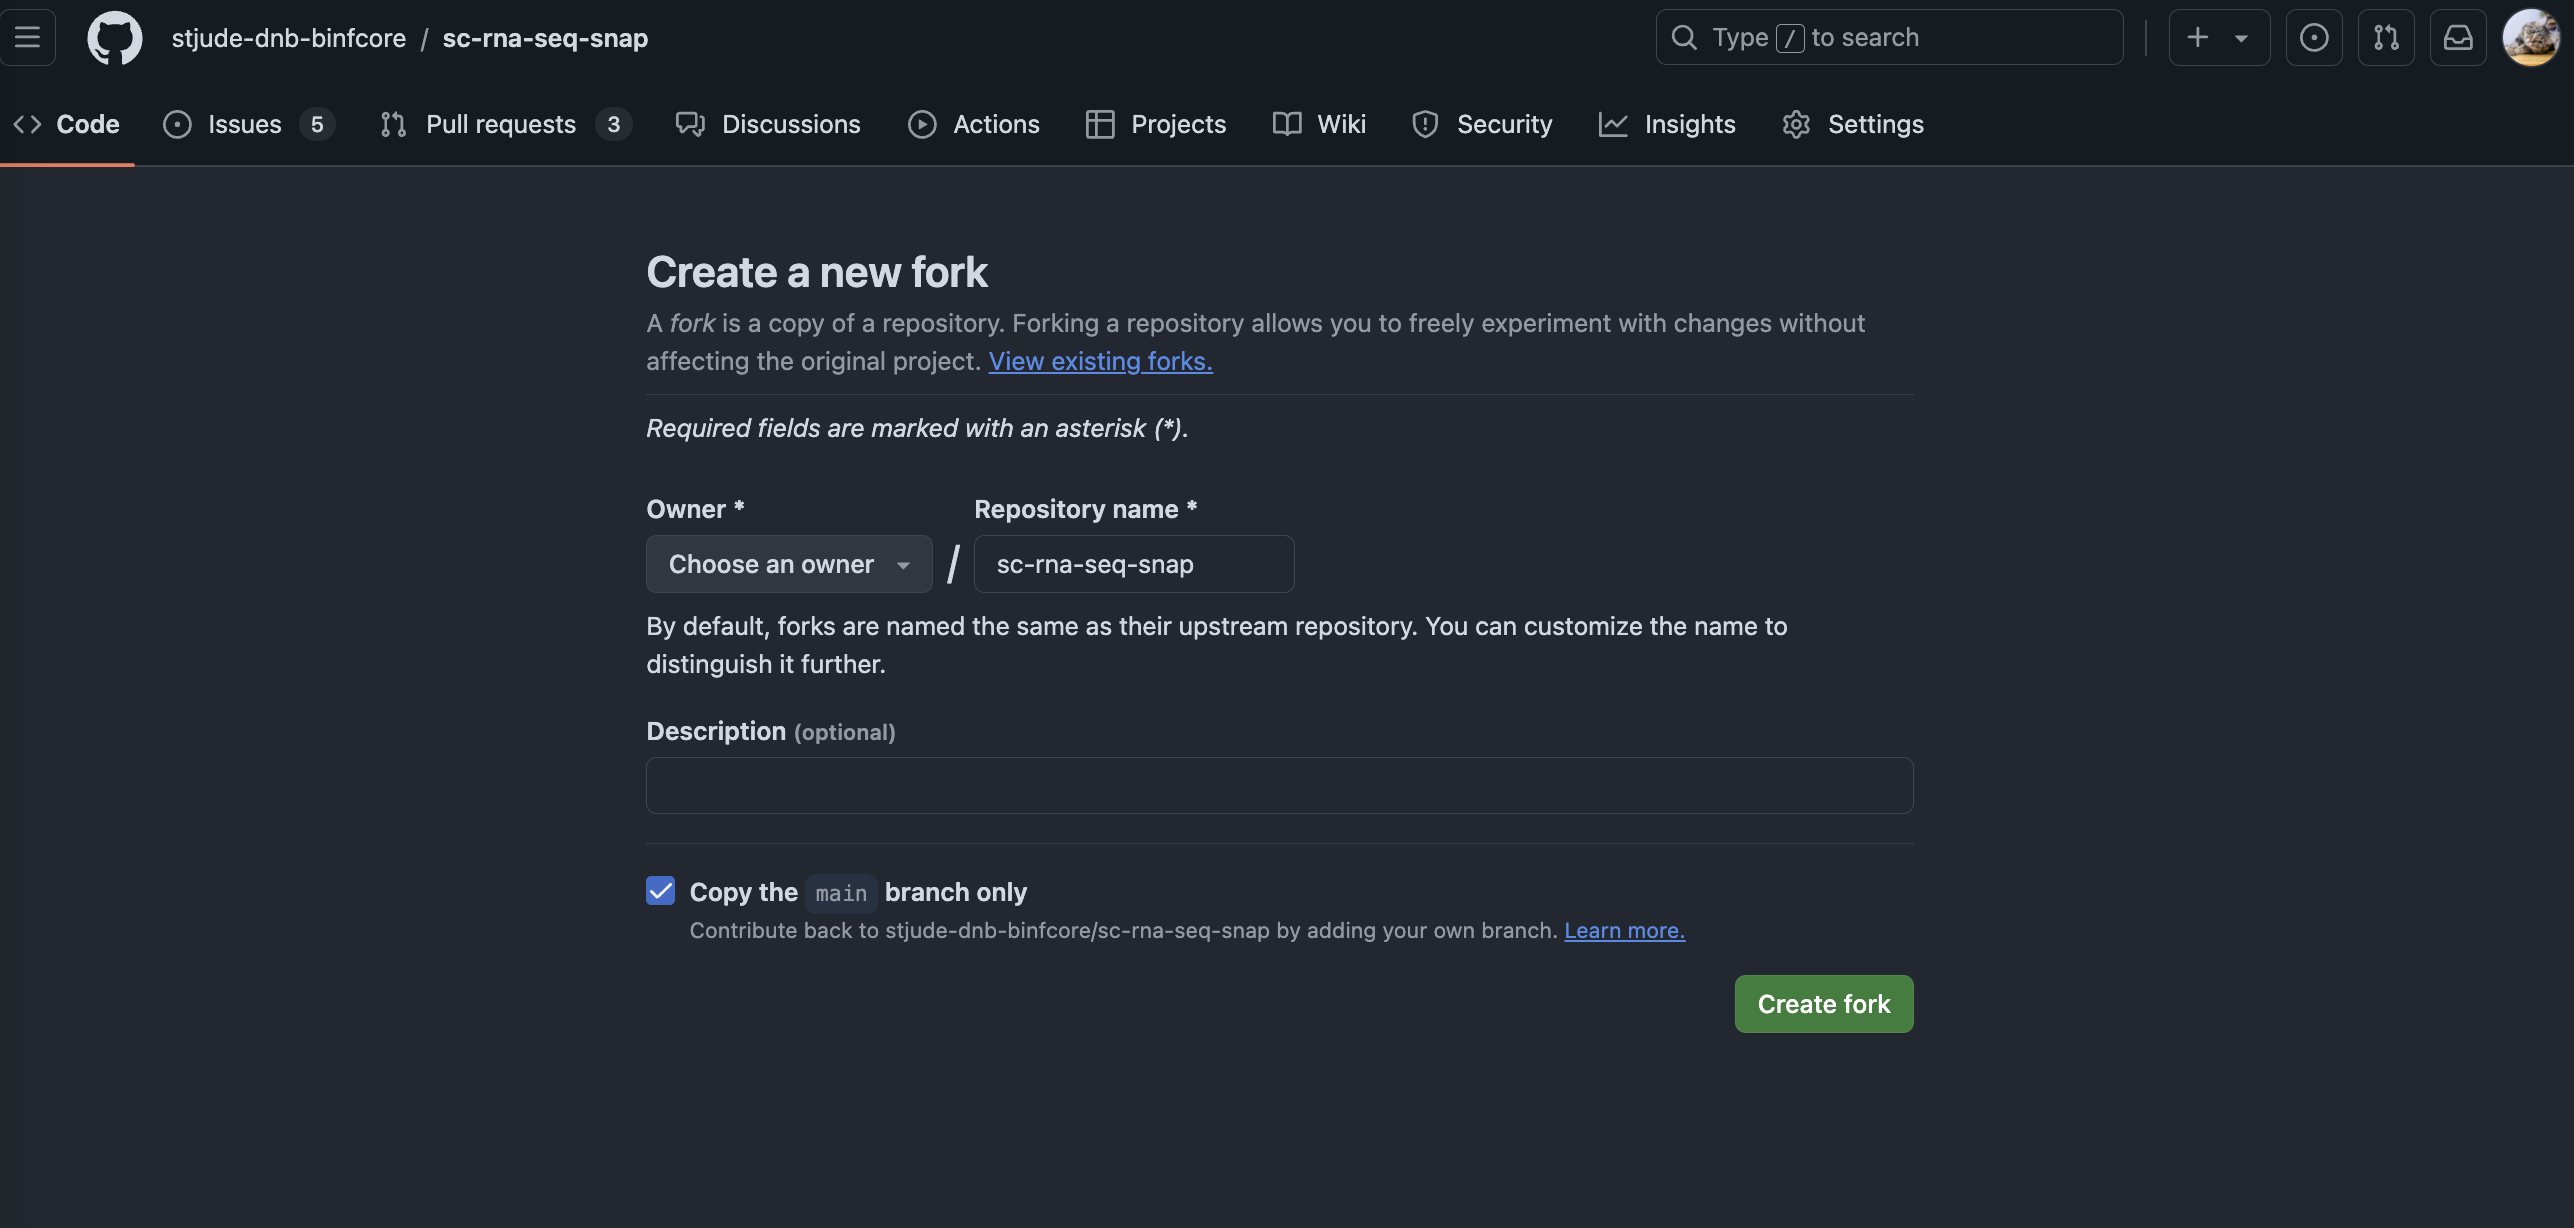 stjude-dnb-binfcore / sc-rna-seq-snap
Type / to search
Code
Issues 5
Pull requests 3
Discussions
Actions
Projects
Wiki
Security
Insights
Settings
Create a new fork
A fork is a copy of a repository. Forking a repository allows you to freely experiment with changes without
affecting the original project. View existing forks.
Required fields are marked with an asterisk (*).
Owner *
Repository name *
Choose an owner / sc-rna-seq-snap
By default, forks are named the same as their upstream repository. You can customize the name to
distinguish it further.
Description (optional)
Copy the main branch only
Contribute back to stjude-dnb-binfcore/sc-rna-seq-snap by adding your own branch. Learn more.
Create fork